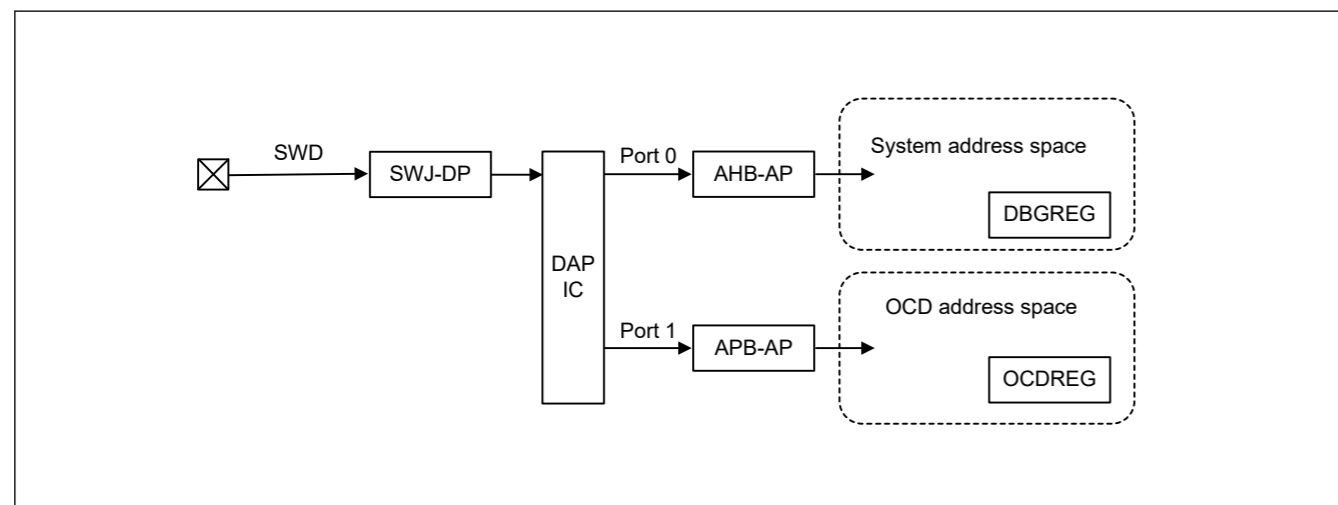 SWD
SWJ-DP
DAP
IC
Port 0
AHB-AP
System address space
DBGREG
Port 1
APB-AP
OCD address space
OCDREG